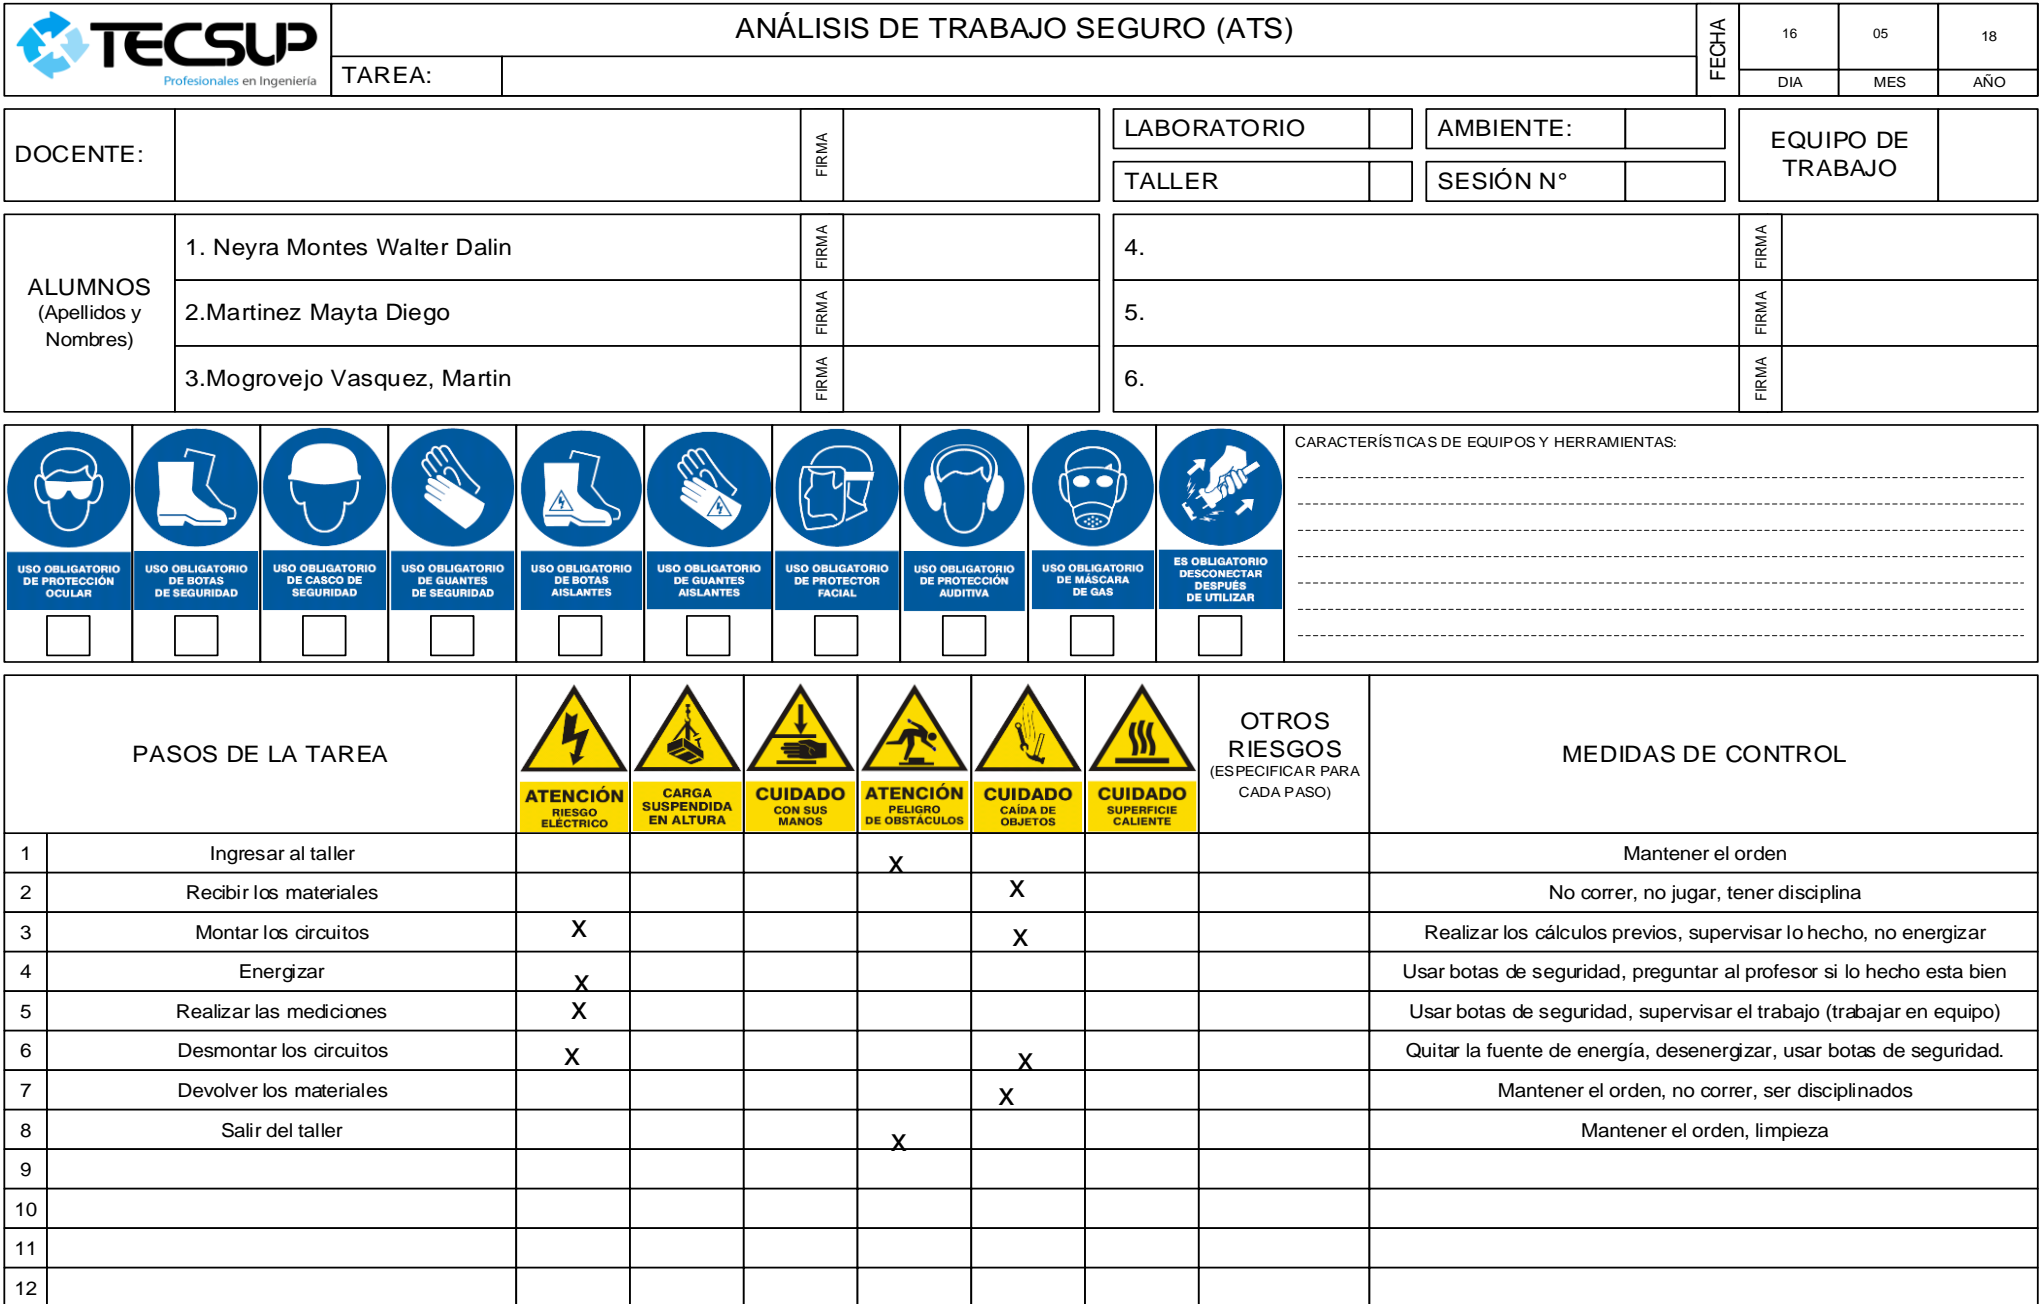 TECSUP
Profesionales en Ingeniería
ANÁLISIS DE TRABAJO SEGURO (ATS)
TAREA:
FECHA
16 05 18
DIA MES AÑO
DOCENTE:
FIRMA
LABORATORIO
AMBIENTE:
TALLER
SESIÓN N°
EQUIPO DE
TRABAJO
ALUMNOS
(Apellidos y
Nombres)
1. Neyra Montes Walter Dalin
FIRMA
4.
FIRMA
2.Martinez Mayta Diego
FIRMA
5.
FIRMA
3.Mogrovejo Vasquez, Martin
FIRMA
6.
FIRMA
USO OBLIGATORIO
DE PROTECCIÓN
OCULAR
USO OBLIGATORIO
DE BOTAS
DE SEGURIDAD
USO OBLIGATORIO
DE CASCO DE
SEGURIDAD
USO OBLIGATORIO
DE GUANTES
DE SEGURIDAD
USO OBLIGATORIO
DE BOTAS
AISLANTES
USO OBLIGATORIO
DE GUANTES
AISLANTES
USO OBLIGATORIO
DE PROTECTOR
FACIAL
USO OBLIGATORIO
DE PROTECCIÓN
AUDITIVA
USO OBLIGATORIO
DE MÁSCARA
DE GAS
ES OBLIGATORIO
DESCONECTAR
DESPUÉS
DE UTILIZAR
CARACTERÍSTICAS DE EQUIPOS Y HERRAMIENTAS:
PASOS DE LA TAREA
ATENCIÓN
RIESGO
ELÉCTRICO
CARGA
SUSPENDIDA
EN ALTURA
CUIDADO
CON SUS
MANOS
ATENCIÓN
PELIGRO
DE OBSTÁCULOS
CUIDADO
CAÍDA DE
OBJETOS
CUIDADO
SUPERFICIE
CALIENTE
OTROS
RIESGOS
(ESPECIFICAR PARA
CADA PASO)
MEDIDAS DE CONTROL
1 Ingresar al taller x Mantener el orden
2 Recibir los materiales x No correr, no jugar, tener disciplina
3 Montar los circuitos x x Realizar los cálculos previos, supervisar lo hecho, no energizar
4 Energizar x Usar botas de seguridad, preguntar al profesor si lo hecho esta bien
5 Realizar las mediciones x Usar botas de seguridad, supervisar el trabajo (trabajar en equipo)
6 Desmontar los circuitos x x Quitar la fuente de energía, desenergizar, usar botas de seguridad.
7 Devolver los materiales x Mantener el orden, no correr, ser disciplinados
8 Salir del taller x Mantener el orden, limpieza
9
10
11
12